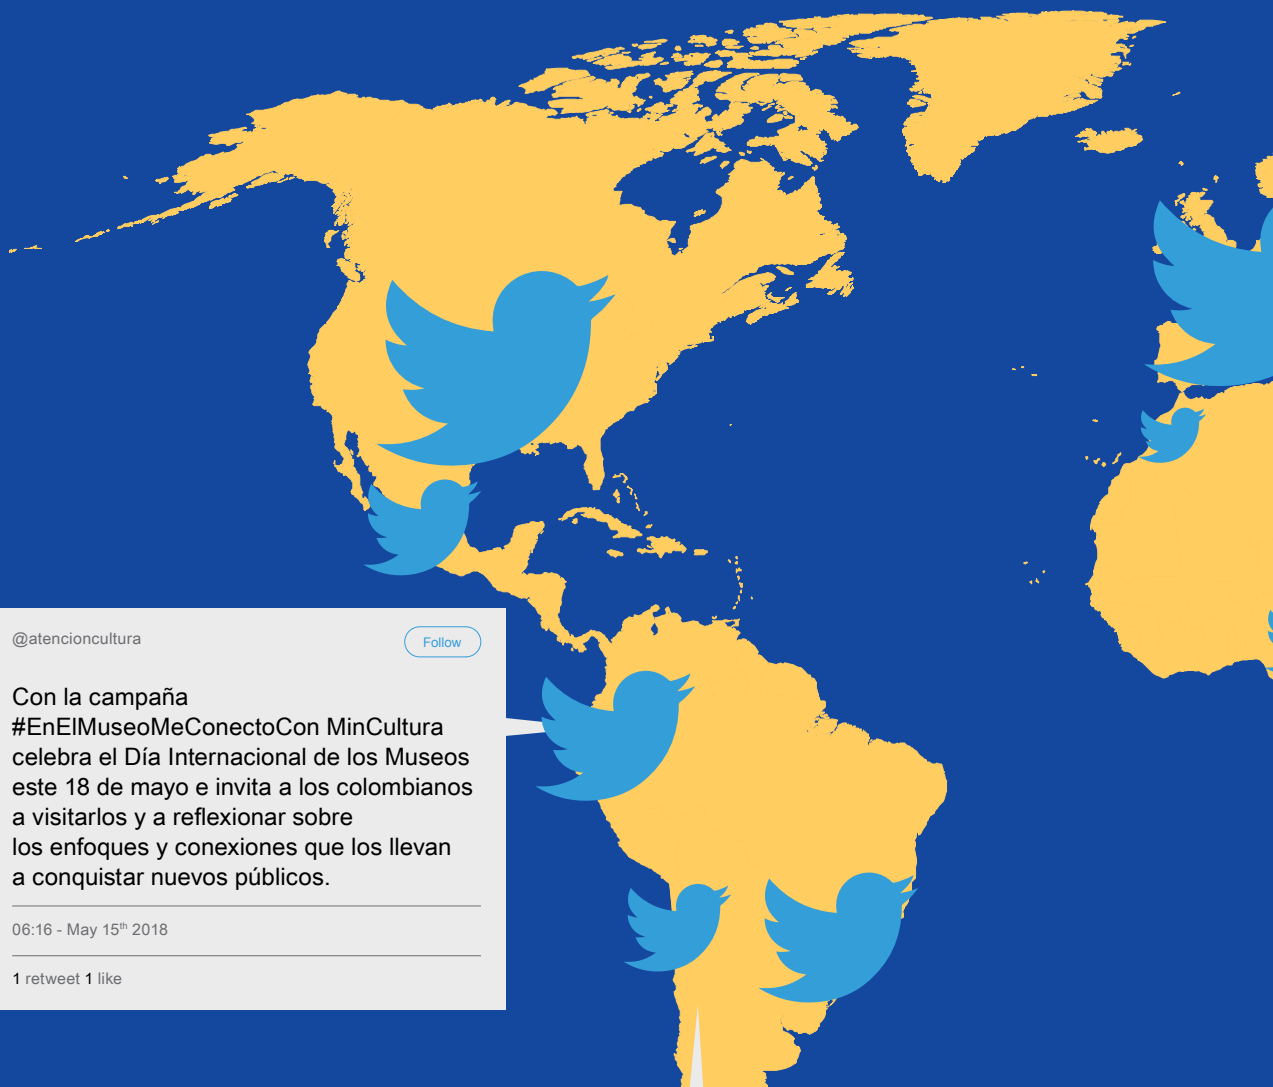 @atencioncultura
Follow
Con la campaña
#EnElMuseoMeConectoCon MinCultura
celebra el Día Internacional de los Museos
este 18 de mayo e invita a los colombianos
a visitarlos y a reflexionar sobre
los enfoques y conexiones que los llevan
a conquistar nuevos públicos.
06:16 - May 15th 2018
1 retweet 1 like